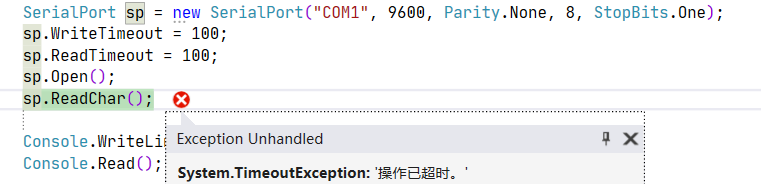 SerialPort sp = new SerialPort("COM1", 9600, Parity.None, 8, StopBits.One);
sp.WriteTimeout = 100;
sp.ReadTimeout = 100;
sp.Open();
sp.ReadChar();
Exception Unhandled
Console.WriteLi
Console.Read();
System.TimeoutException: '操作已超时。'